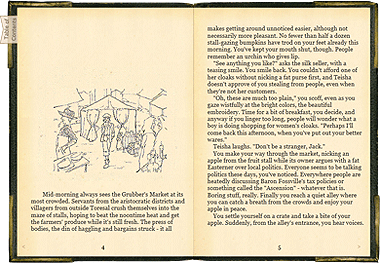 Table of
Contents
Mid-morning always sees the Grubber's Market at its
most crowded. Servants from the aristocratic districts and
villagers from outside Toresal crush themselves into the
maze of stalls, hoping to beat the noontime heat and get
the farmers' produce while it's still fresh. The press of
bodies, the din of haggling and bargains struck - it all
4
makes getting around unnoticed easier, although not
necessarily more pleasant. No fewer than half a dozen
stall-gazing bumpkins have trod on your feet already this
morning. You've kept your mouth shut, though. People
remember an urchin who gives lip.
"See anything you like?" asks the silk seller, with a
teasing smile. You smile back. You couldn't afford one of
her cloaks without nicking a fat purse first, and Teisha
doesn't approve of you stealing from people, even when
they're not her customers.
"Oh, these are much too plain," you scoff, even as you
gaze wistfully at the bright colors, the beautiful
embroidery. Time for a bit of breakfast, you decide, and
anyway if you linger too long, people will wonder what a
boy is doing shopping for women's cloaks. "Perhaps I'll
come back this afternoon, when you've put out your better
wares."
Teisha laughs. "Don't be a stranger, Jack."
You make your way through the market, nicking an
apple from the fruit stall while its owner argues with a fat
Easterner over local politics. Everyone seems to be talking
politics these days, you've noticed. Everywhere people are
heatedly discussing Baron Fossville's tax policies or
something called the "Ascension" - whatever that is.
Boring stuff, really. Finally you reach a quiet alley where
you can catch a breath from the crowds and enjoy your
apple in peace.
You settle yourself on a crate and take a bite of your
apple. Suddenly, from the alley's entrance, you hear voices.
5